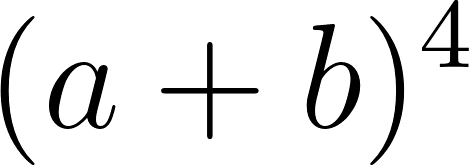 (a + b)⁴